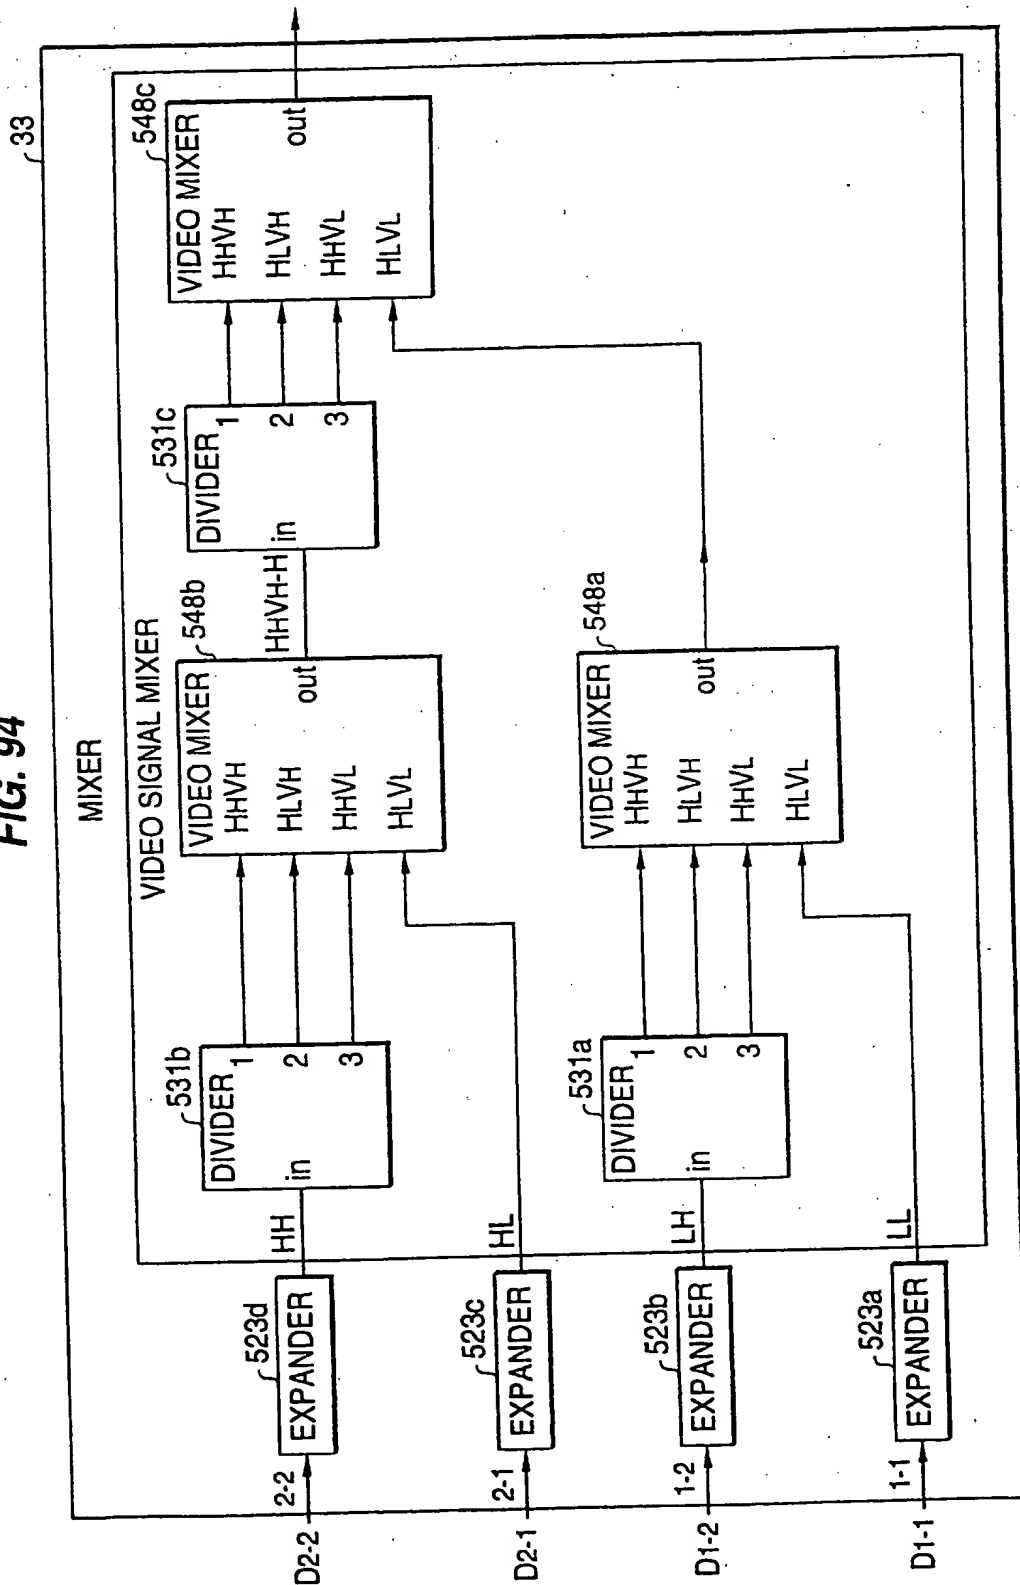 FIG. 94
33
MIXER
VIDEO SIGNAL MIXER
D2-2
2-2
EXPANDER
523d
HH
DIVIDER
531b
in
1
2
3
VIDEO MIXER
548b
HHVH
HLVH
HHVL
HLVL
out
HHVH-H
DIVIDER
531c
in
1
2
3
VIDEO MIXER
548c
HHVH
HLVH
HHVL
HLVL
out
D2-1
2-1
EXPANDER
523c
HL
D1-2
1-2
EXPANDER
523b
LH
DIVIDER
531a
in
1
2
3
VIDEO MIXER
548a
HHVH
HLVH
HHVL
HLVL
out
D1-1
1-1
EXPANDER
523a
LL